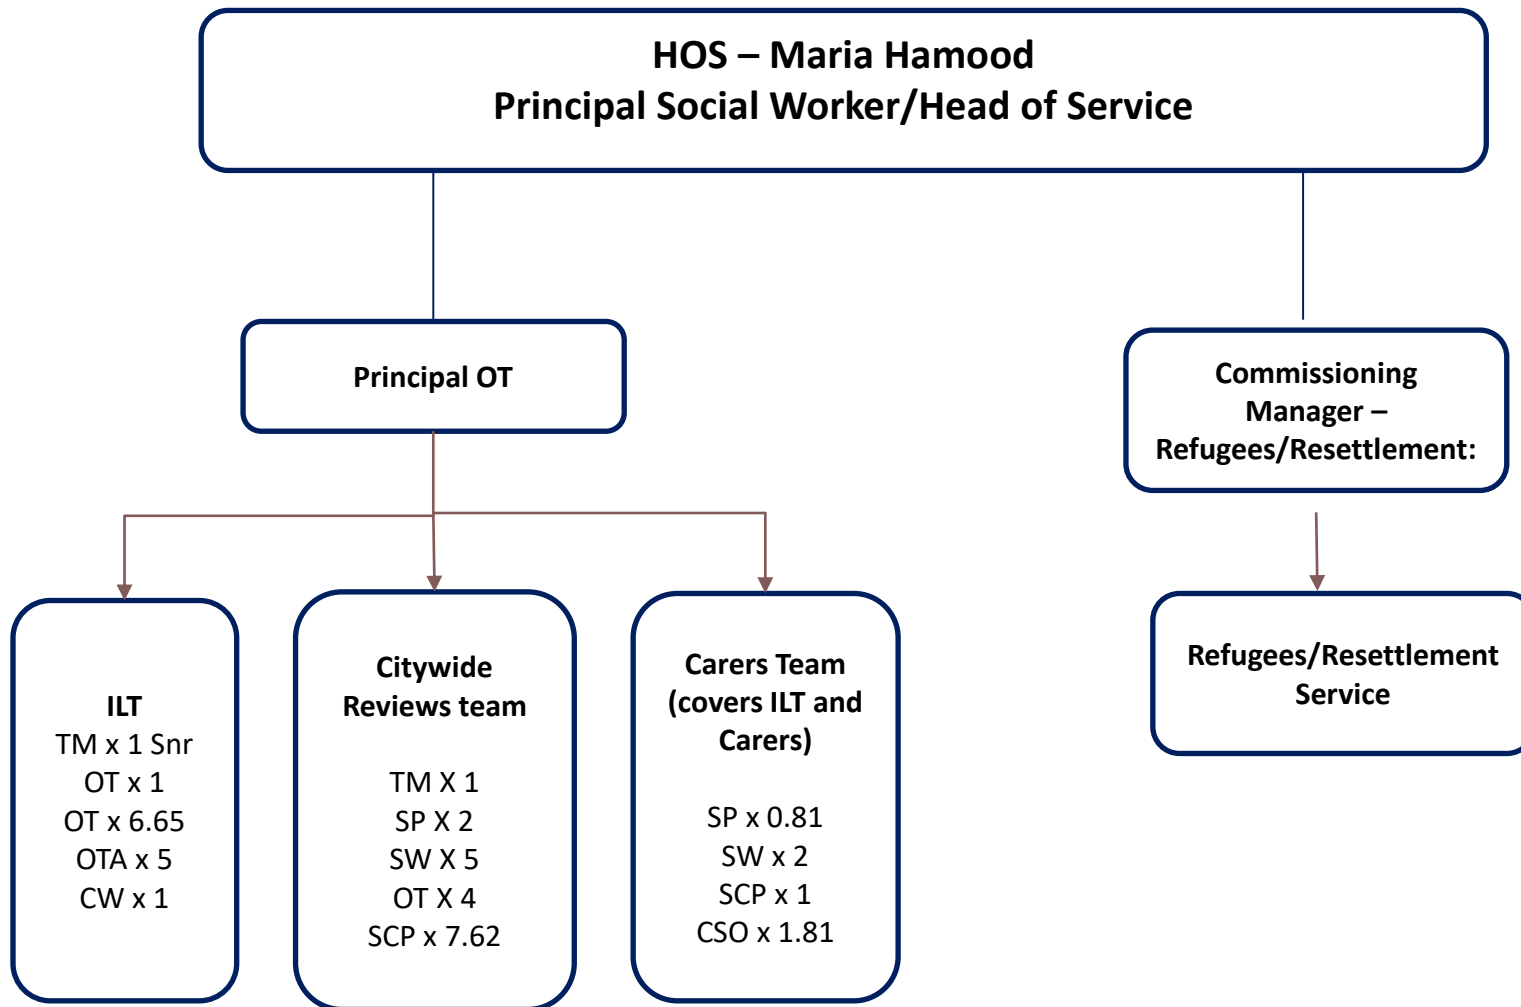 HOS – Maria Hamood
Principal Social Worker/Head of Service
Principal OT
Commissioning
Manager –
Refugees/Resettlement:
ILT
TM x 1 Snr
OT x 1
OT x 6.65
OTA x 5
CW x 1
Citywide
Reviews team
TM X 1
SP X 2
SW X 5
OT X 4
SCP x 7.62
Carers Team
(covers ILT and
Carers)
SP x 0.81
SW x 2
SCP x 1
CSO x 1.81
Refugees/Resettlement
Service